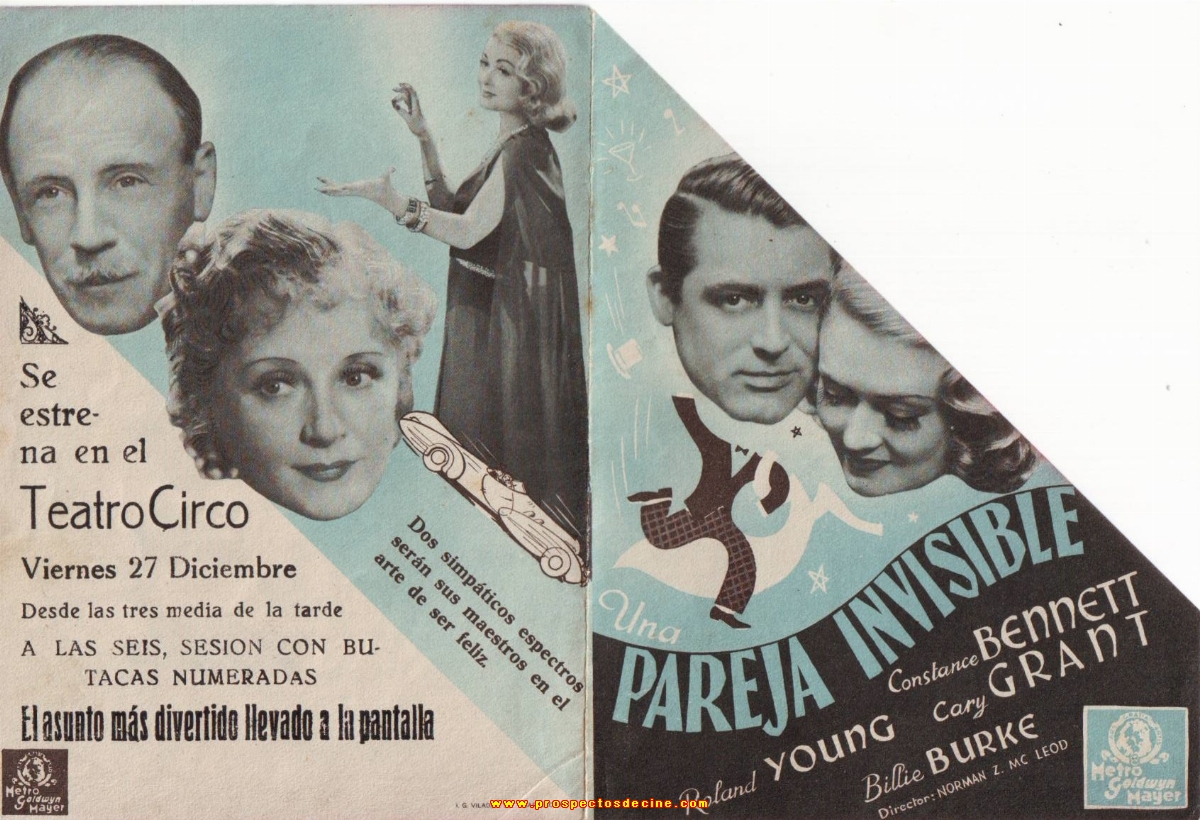 Se
estre-
na en el
Teatro Circo
Viernes 27 Diciembre
Desde las tres media de la tarde
A LAS SEIS, SESION CON BU-
TACAS NUMERADAS
El asunto más divertido llevado a la pantalla
Metro
Goldwyn
Mayer
Dos simpáticos espectros
serán sus maestros en el
arte de ser feliz.
I. G. VILAD
www.prospectosdecine.com
Una
PAREJA INVISIBLE
Constance BENNETT
Cary GRANT
Roland YOUNG
Billie BURKE
Director: NORMAN Z. MC LEOD
Metro
Goldwyn
Mayer